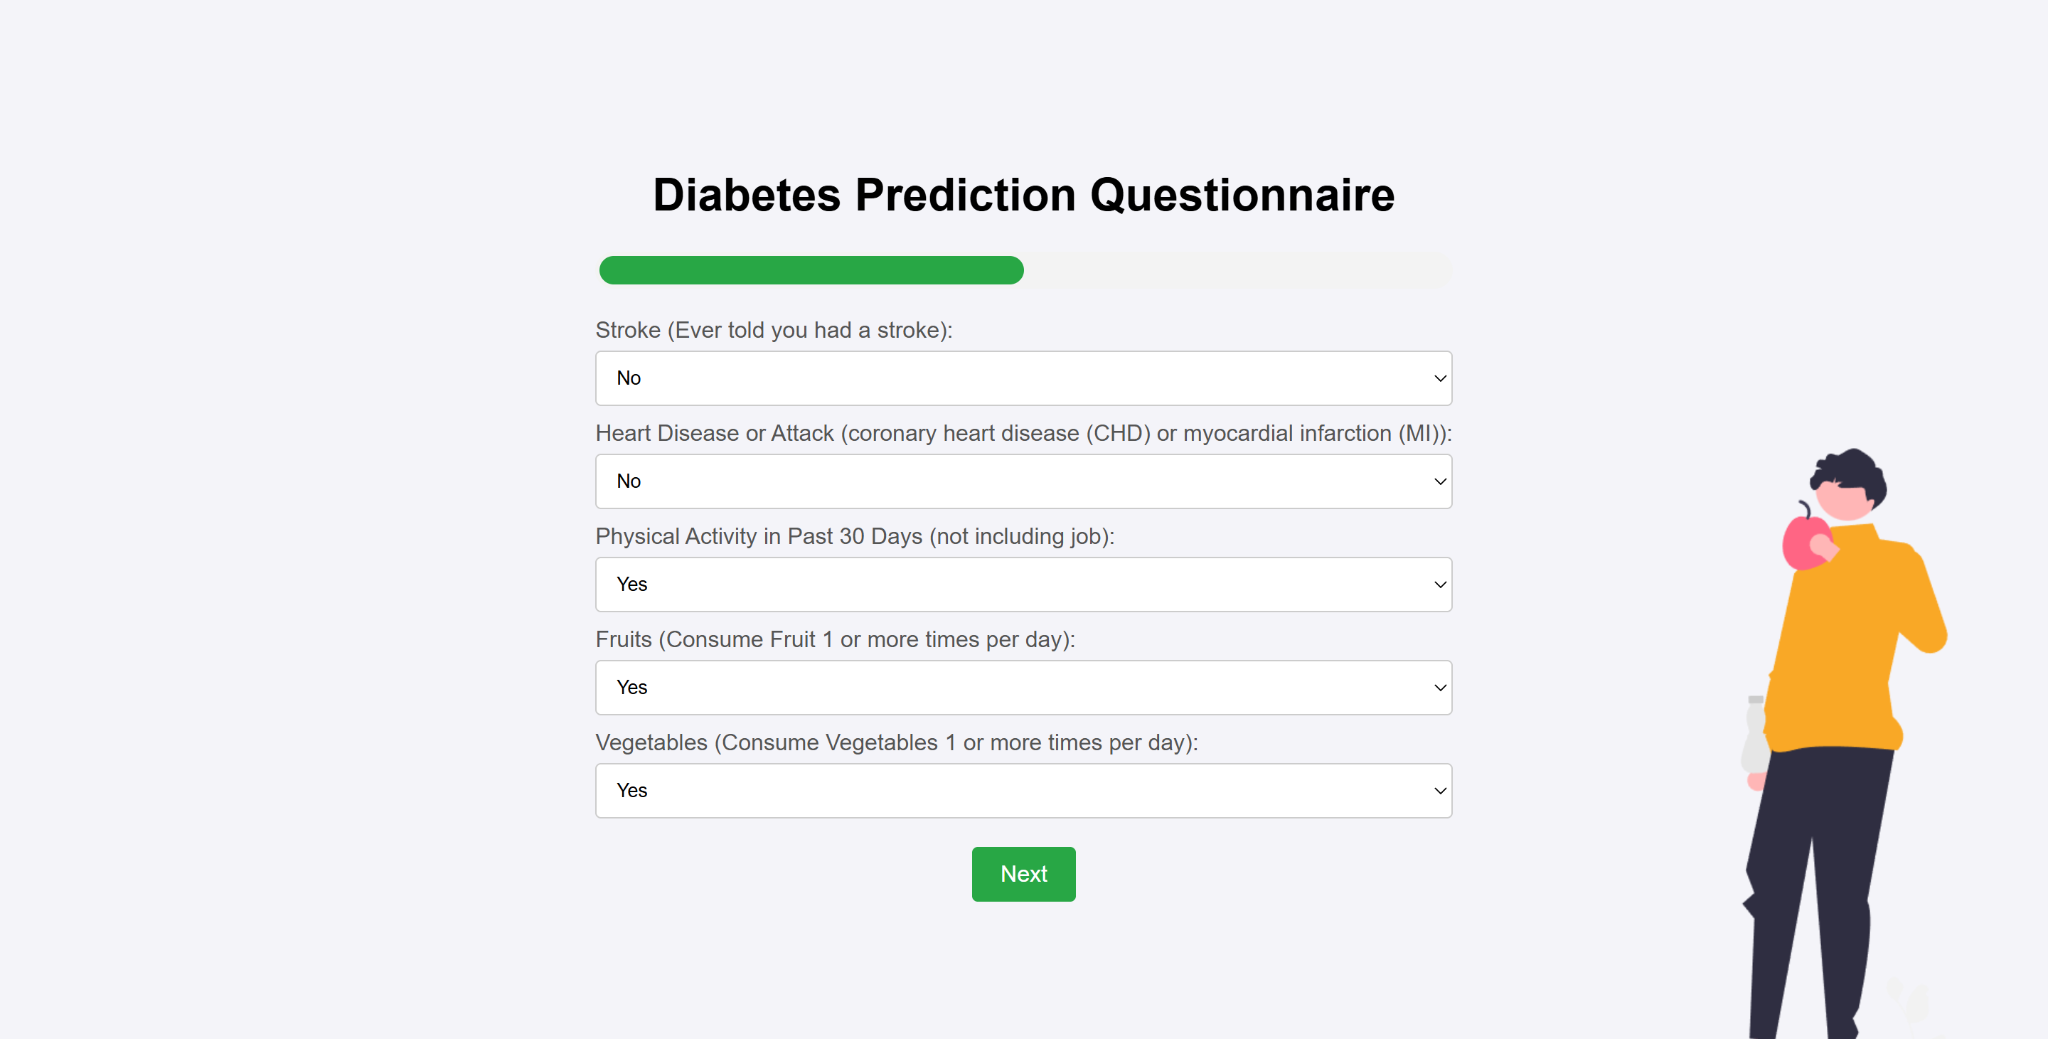 Diabetes Prediction Questionnaire
Stroke (Ever told you had a stroke):
No
Heart Disease or Attack (coronary heart disease (CHD) or myocardial infarction (MI)):
No
Physical Activity in Past 30 Days (not including job):
Yes
Fruits (Consume Fruit 1 or more times per day):
Yes
Vegetables (Consume Vegetables 1 or more times per day):
Yes
Next